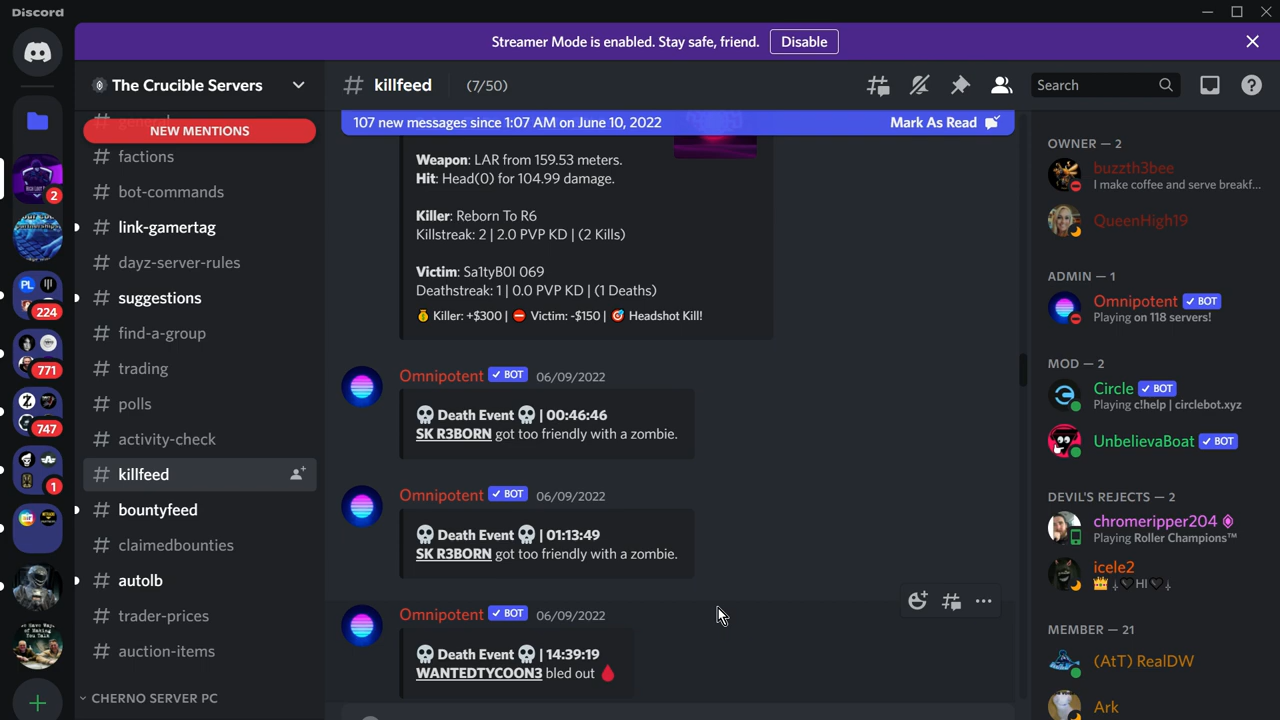 Discord
Streamer Mode is enabled. Stay safe, friend. Disable
The Crucible Servers
# killfeed (7/50)
Search
general
NEW MENTIONS
# factions
# bot-commands
# link-gamertag
# dayz-server-rules
# suggestions
# find-a-group
# trading
# polls
# activity-check
# killfeed
# bountyfeed
# claimedbounties
# autolb
# trader-prices
# auction-items
CHERNO SERVER PC
2
PL
224
771
747
1
107 new messages since 1:07 AM on June 10, 2022 Mark As Read
Weapon: LAR from 159.53 meters.
Hit: Head(0) for 104.99 damage.
Killer: Reborn To R6
Killstreak: 2 | 2.0 PVP KD | (2 Kills)
Victim: Sa1tyB0I 069
Deathstreak: 1 | 0.0 PVP KD | (1 Deaths)
💰 Killer: +$300 | ⛔ Victim: -$150 | 🎯 Headshot Kill!
Omnipotent ✓ BOT 06/09/2022
💀 Death Event 💀 | 00:46:46
SK R3BORN got too friendly with a zombie.
Omnipotent ✓ BOT 06/09/2022
💀 Death Event 💀 | 01:13:49
SK R3BORN got too friendly with a zombie.
Omnipotent ✓ BOT 06/09/2022
💀 Death Event 💀 | 14:39:19
WANTEDTYCOON3 bled out 🩸
OWNER — 2
buzzth3bee
I make coffee and serve breakf...
QueenHigh19
ADMIN — 1
Omnipotent ✓ BOT
Playing on 118 servers!
MOD — 2
Circle ✓ BOT
Playing c!help | circlebot.xyz
UnbelievaBoat ✓ BOT
DEVIL'S REJECTS — 2
chromeripper204
Playing Roller Champions™
icele2
👑⸸🖤HI🖤⸸
MEMBER — 21
(AtT) RealDW
Ark